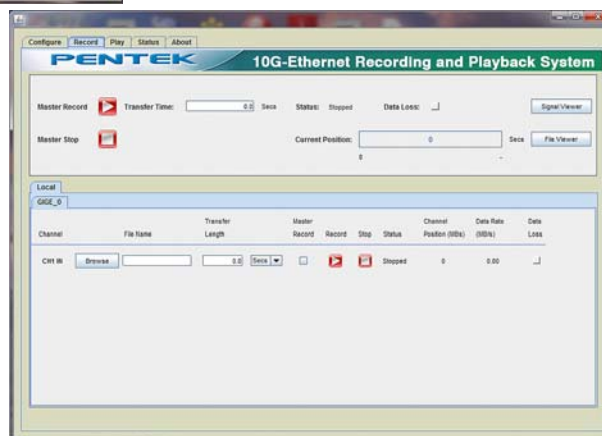 Configure Record Play Status About
PENTEK 10G-Ethernet Recording and Playback System
Master Record Transfer Time: 0.0 Secs Status: Stopped Data Loss: Signal Viewer
Master Stop Current Position: 0 Secs File Viewer
0 -
Local
GIGE_0
Channel File Name Transfer Length Master Record Record Stop Status Channel Position (MBs) Data Rate (MB/s) Data Loss
CH1 IN Browse 0.0 Secs Stopped 0 0.00